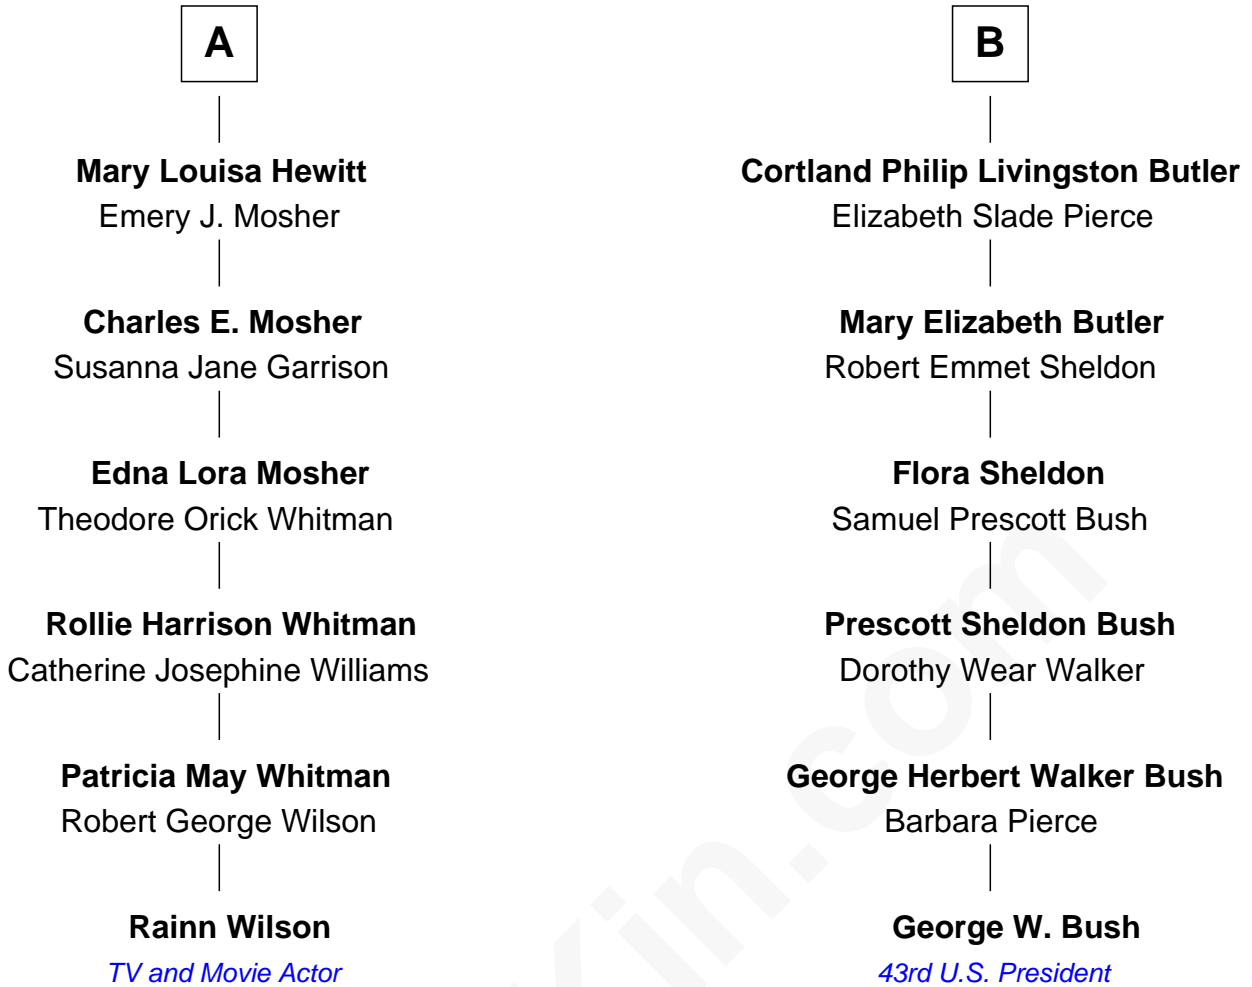 A
Mary Louisa Hewitt
Emery J. Mosher
Charles E. Mosher
Susanna Jane Garrison
Edna Lora Mosher
Theodore Orick Whitman
Rollie Harrison Whitman
Catherine Josephine Williams
Patricia May Whitman
Robert George Wilson
Rainn Wilson
TV and Movie Actor
B
Cortland Philip Livingston Butler
Elizabeth Slade Pierce
Mary Elizabeth Butler
Robert Emmet Sheldon
Flora Sheldon
Samuel Prescott Bush
Prescott Sheldon Bush
Dorothy Wear Walker
George Herbert Walker Bush
Barbara Pierce
George W. Bush
43rd U.S. President
Kin.com